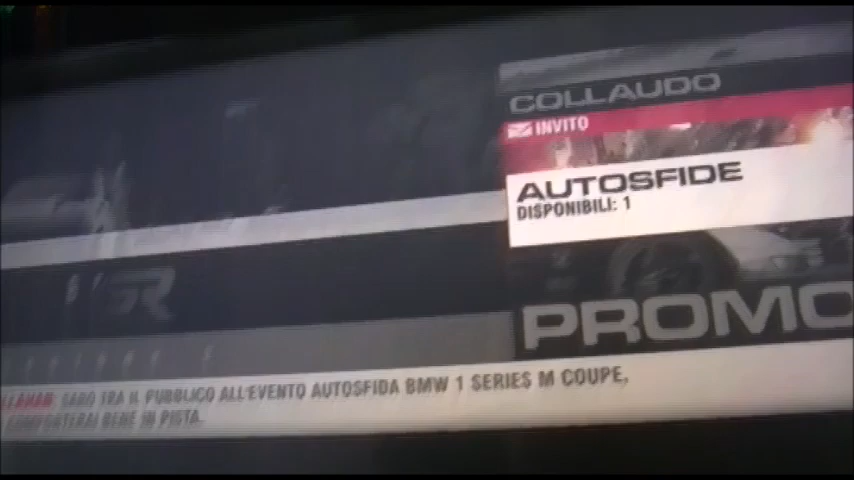 COLLAUDO
INVITO
AUTOSFIDE
DISPONIBILI: 1
PROMO
SARÒ TRA IL PUBBLICO ALL'EVENTO AUTOSFIDA BMW 1 SERIES M COUPE,
COMPORTERAI BENE IN PISTA.